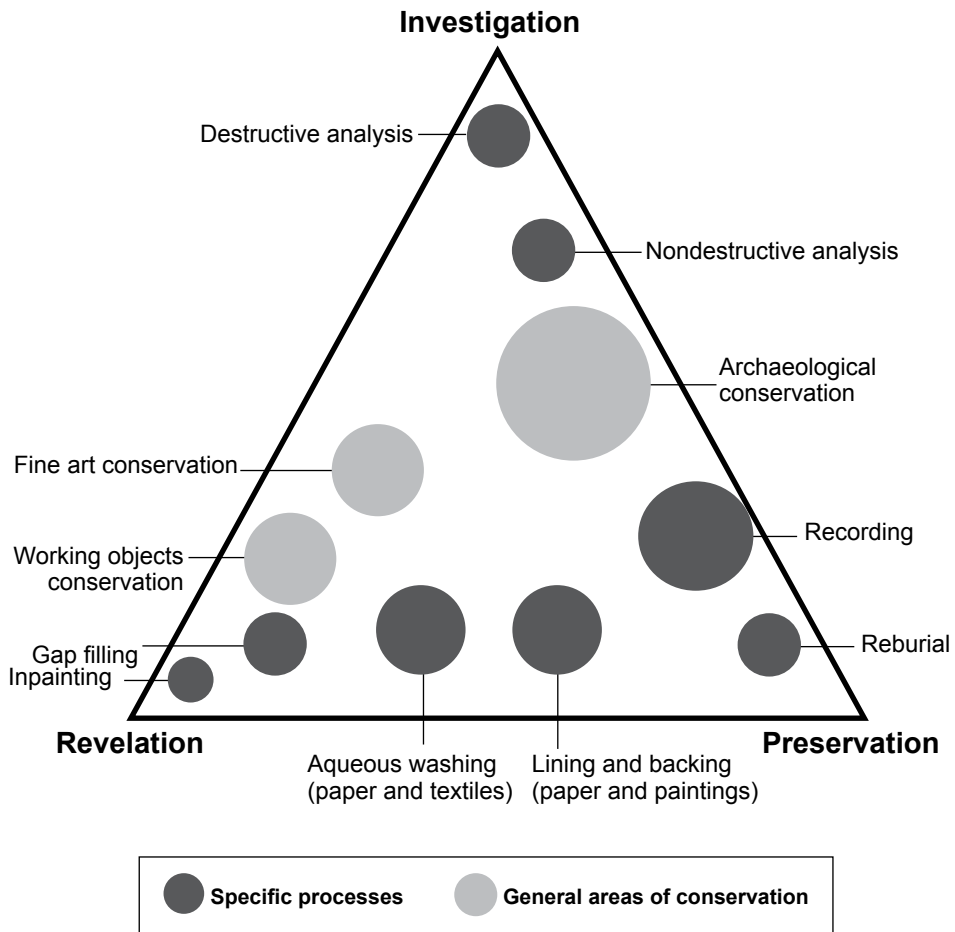 Investigation
Destructive analysis
Nondestructive analysis
Archaeological
conservation
Fine art conservation
Recording
Working objects
conservation
Gap filling
Reburial
Inpainting
Revelation
Preservation
Aqueous washing
(paper and textiles)
Lining and backing
(paper and paintings)
Specific processes
General areas of conservation